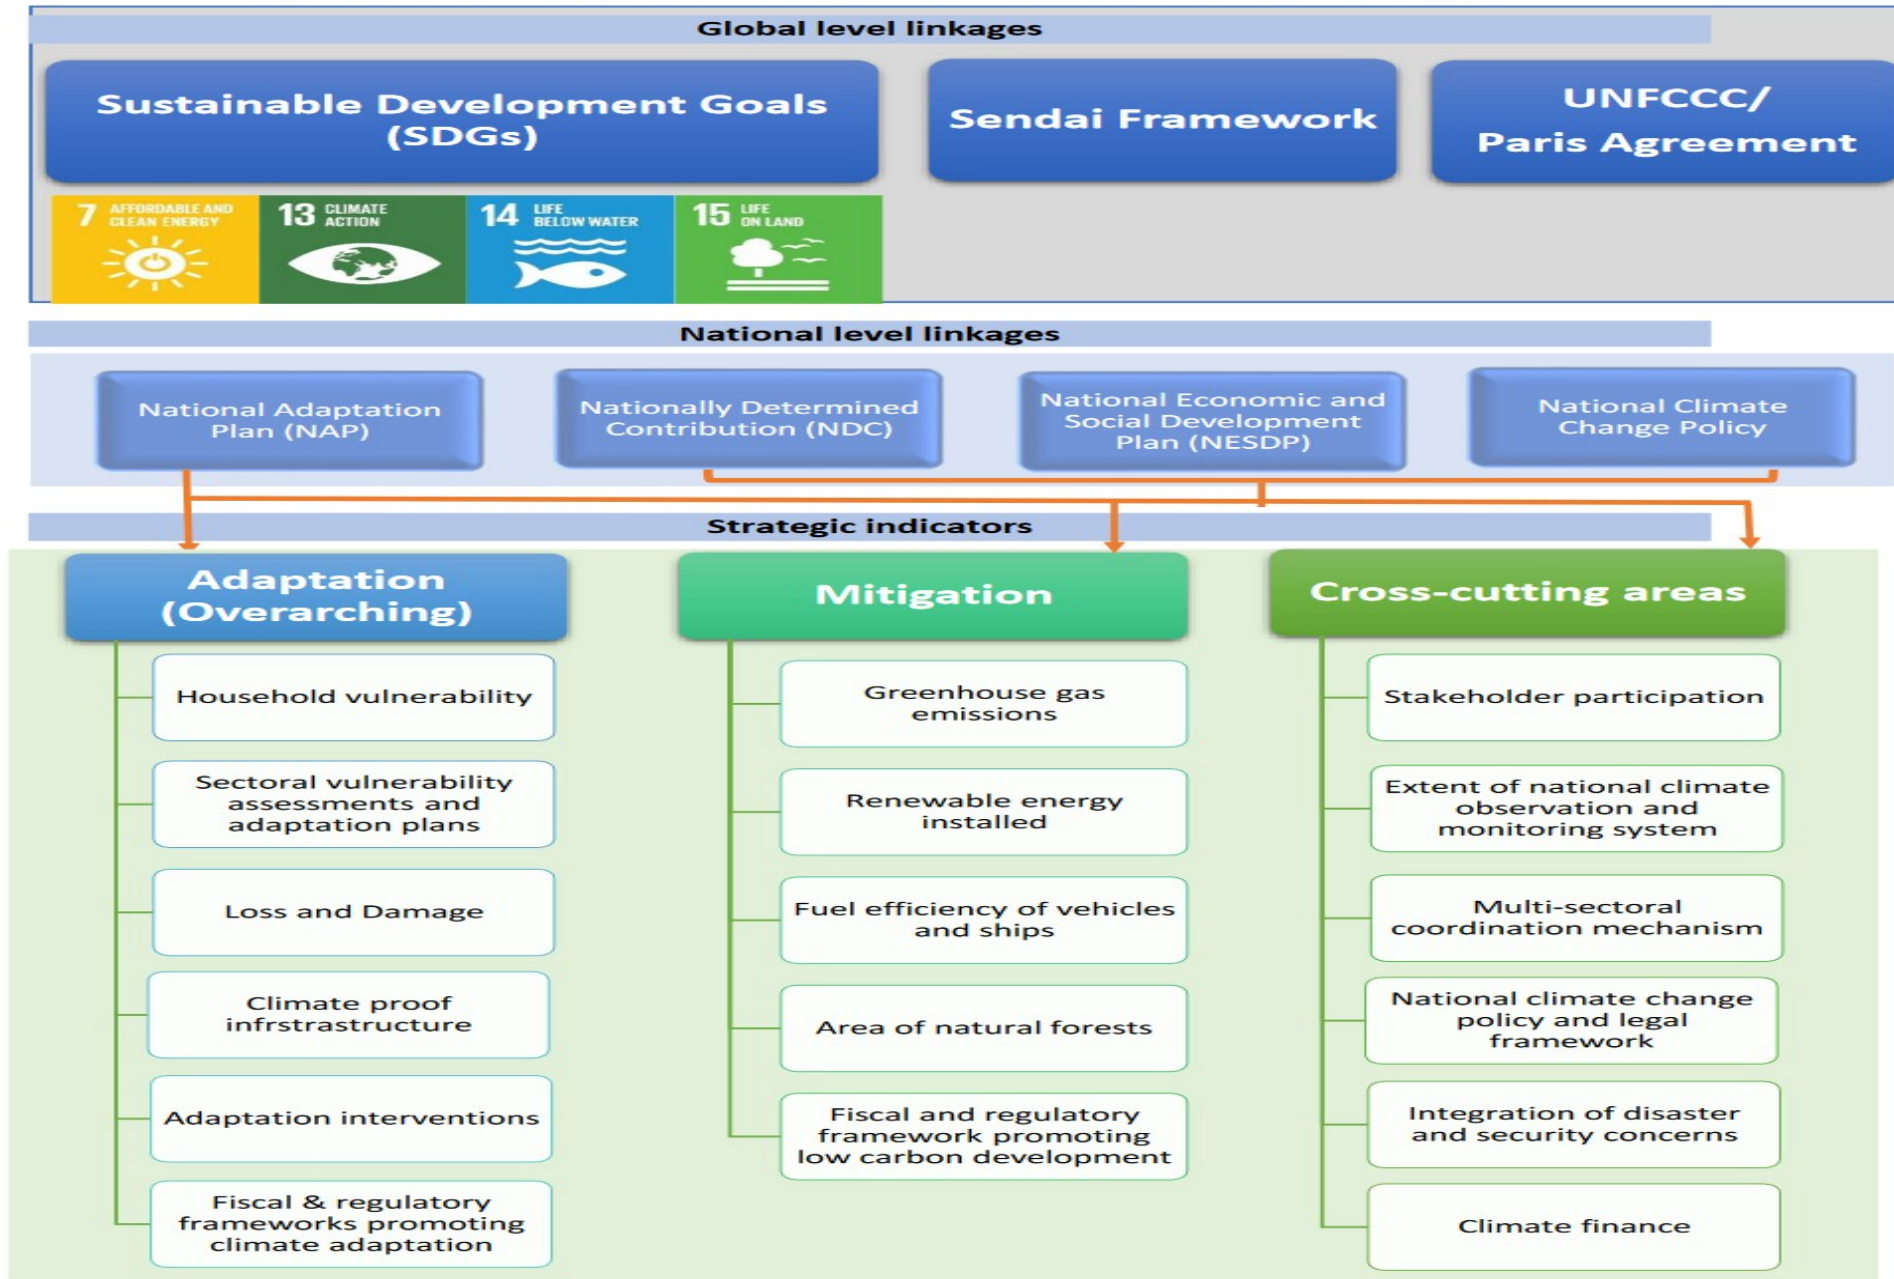 Global level linkages
Sustainable Development Goals
(SDGs)
Sendai Framework
UNFCCC/
Paris Agreement
7 AFFORDABLE AND
CLEAN ENERGY
13 CLIMATE
ACTION
14 LIFE
BELOW WATER
15 LIFE
ON LAND
National level linkages
National Adaptation
Plan (NAP)
Nationally Determined
Contribution (NDC)
National Economic and
Social Development
Plan (NESDP)
National Climate
Change Policy
Strategic indicators
Adaptation
(Overarching)
Household vulnerability
Sectoral vulnerability
assessments and
adaptation plans
Loss and Damage
Climate proof
infrstrastructure
Adaptation interventions
Fiscal & regulatory
frameworks promoting
climate adaptation
Mitigation
Greenhouse gas
emissions
Renewable energy
installed
Fuel efficiency of vehicles
and ships
Area of natural forests
Fiscal and regulatory
framework promoting
low carbon development
Cross-cutting areas
Stakeholder participation
Extent of national climate
observation and
monitoring system
Multi-sectoral
coordination mechanism
National climate change
policy and legal
framework
Integration of disaster
and security concerns
Climate finance